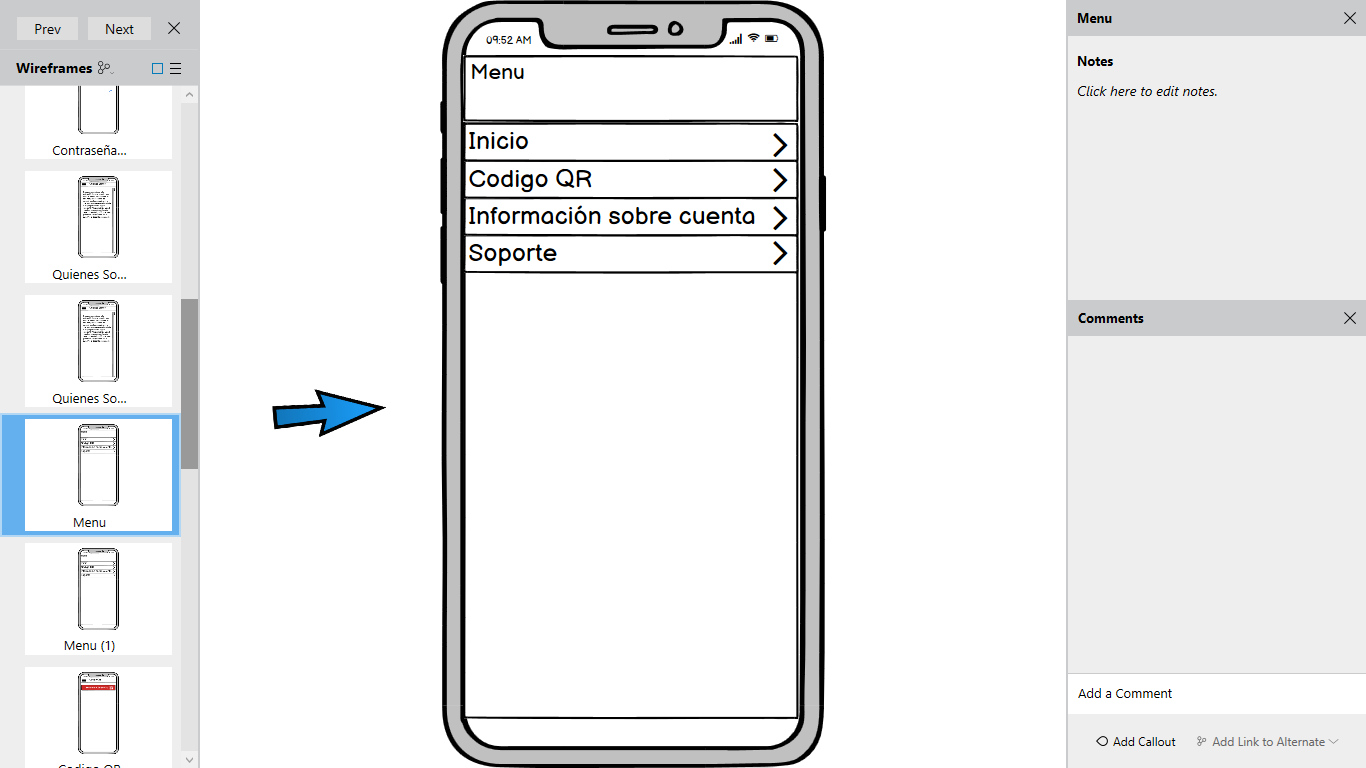 Prev Next
Wireframes
Contraseña...
Quienes So...
Quienes So...
Menu
Menu (1)
Codigo QR
09:52 AM
Menu
Inicio
Codigo QR
Información sobre cuenta
Soporte
Menu
Notes
Click here to edit notes.
Comments
Add a Comment
Add Callout Add Link to Alternate